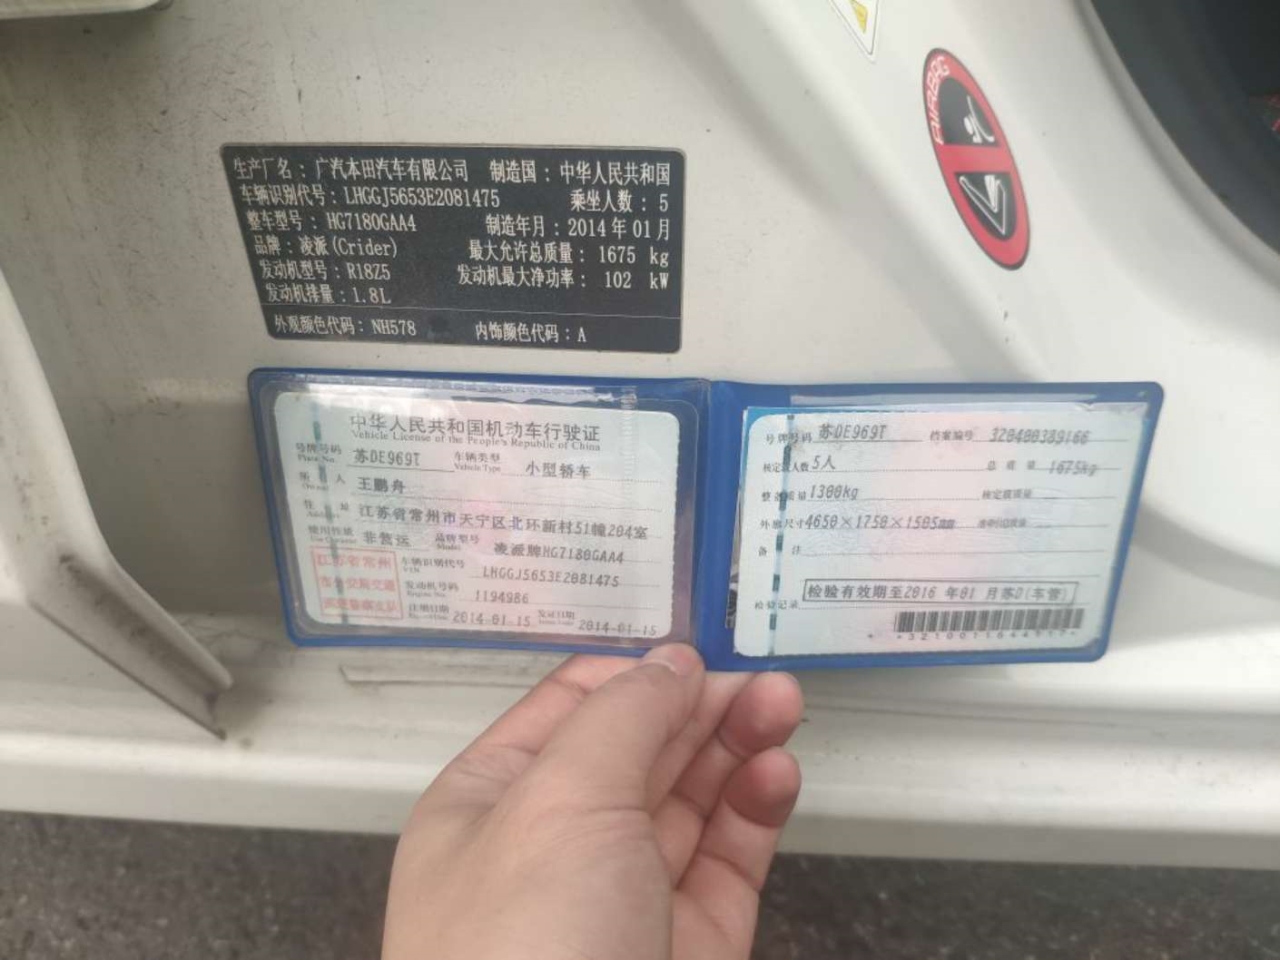 AIRBAG
生产厂名：广汽本田汽车有限公司 制造国：中华人民共和国
车辆识别代号：LHGGJ5653E2081475 乘坐人数：5
整车型号：HG7180GAA4 制造年月：2014年01月
品牌：凌派(Crider) 最大允许总质量：1675 kg
发动机型号：R18Z5 发动机最大净功率：102 kW
发动机排量：1.8L
外观颜色代码：NH578 内饰颜色代码：A
中华人民共和国机动车行驶证
Vehicle License of the People's Republic of China
号牌号码 苏DE969T 车辆类型 小型轿车
Plate No. Vehicle Type
所有人 王鹏舟
住址 江苏省常州市天宁区北环新村51幢204室
使用性质 非营运 品牌型号 凌派牌HG7180GAA4
Model
江苏省常州 车辆识别代号 LHGGJ5653E2081475
VIN
发动机号码 1194986
Engine No.
注册日期 2014-01-15 发证日期 2014-01-15
号牌号码 苏DE969T 档案编号 320400389166
核定载人数 5人 总质量 1675kg
整备质量 1300kg 核定载质量
外廓尺寸 4650×1750×1505mm
备注
检验记录 检验有效期至2016年01月苏D(车管)